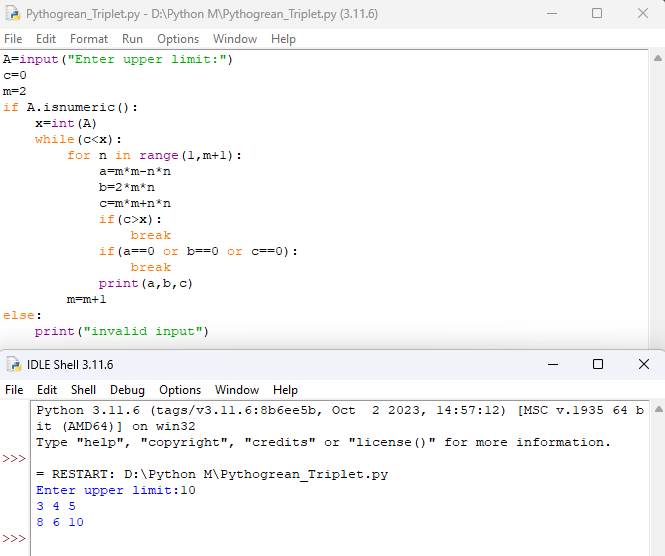 Pythogrean_Triplet.py - D:\Python M\Pythogrean_Triplet.py (3.11.6)
File Edit Format Run Options Window Help
A=input("Enter upper limit:")
c=0
m=2
if A.isnumeric():
    x=int(A)
    while(c<x):
        for n in range(1,m+1):
            a=m*m-n*n
            b=2*m*n
            c=m*m+n*n
            if(c>x):
                break
            if(a==0 or b==0 or c==0):
                break
            print(a,b,c)
        m=m+1
else:
    print("invalid input")
IDLE Shell 3.11.6
File Edit Shell Debug Options Window Help
Python 3.11.6 (tags/v3.11.6:8b6ee5b, Oct  2 2023, 14:57:12) [MSC v.1935 64 b
it (AMD64)] on win32
Type "help", "copyright", "credits" or "license()" for more information.
>>>
= RESTART: D:\Python M\Pythogrean_Triplet.py
Enter upper limit:10
3 4 5
8 6 10
>>>